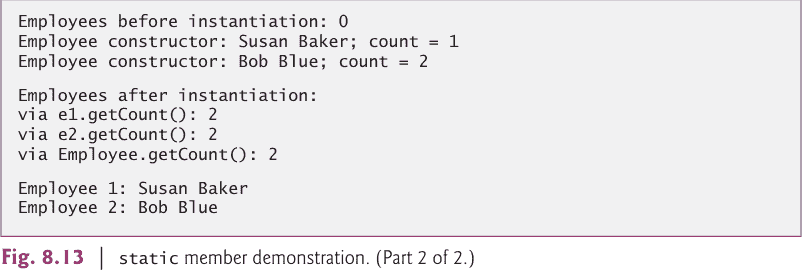 Employees before instantiation: 0
Employee constructor: Susan Baker; count = 1
Employee constructor: Bob Blue; count = 2
Employees after instantiation:
via e1.getCount(): 2
via e2.getCount(): 2
via Employee.getCount(): 2
Employee 1: Susan Baker
Employee 2: Bob Blue
Fig. 8.13 | static member demonstration. (Part 2 of 2.)